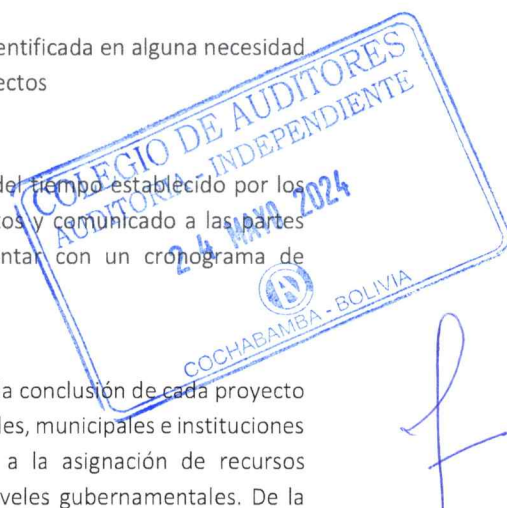 entificada en alguna necesidad
ectos
COLEGIO DE AUDITORES
AUDITORIA - INDEPENDIENTE
24 MAYO 2024
COCHABAMBA - BOLIVIA
del tiempo establecido por los
tos y comunicado a las partes
ntar con un cronograma de
a conclusión de cada proyecto
les, municipales e instituciones
a la asignación de recursos
veles gubernamentales. De la